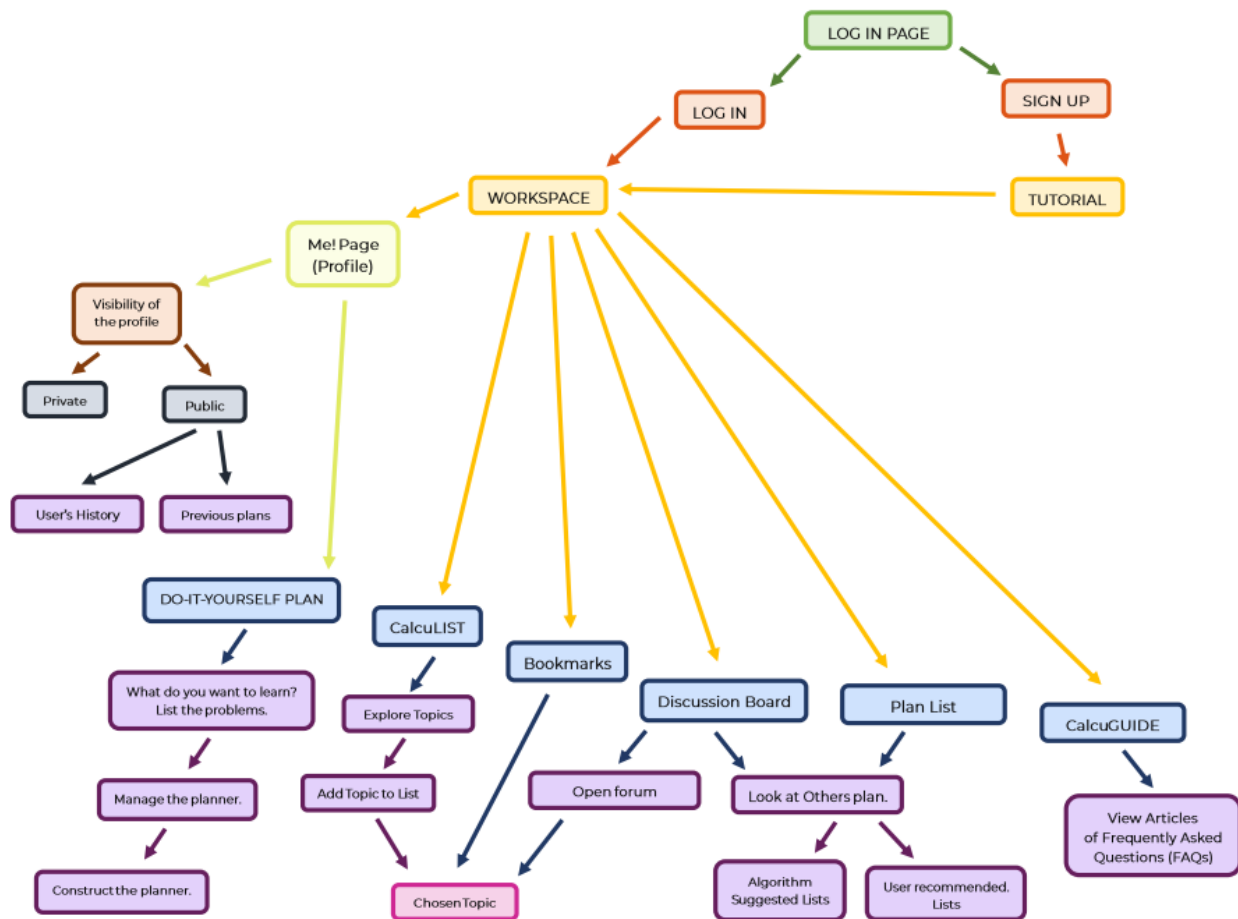 LOG IN PAGE
LOG IN
SIGN UP
WORKSPACE
TUTORIAL
Me! Page
(Profile)
Visibility of
the profile
Private
Public
User's History
Previous plans
DO-IT-YOURSELF PLAN
CalcuLIST
Bookmarks
Discussion Board
Plan List
CalcuGUIDE
What do you want to learn?
List the problems.
Explore Topics
Manage the planner.
Add Topic to List
Open forum
Look at Others plan.
View Articles
of Frequently Asked
Questions (FAQs)
Construct the planner.
Chosen Topic
Algorithm
Suggested Lists
User recommended.
Lists